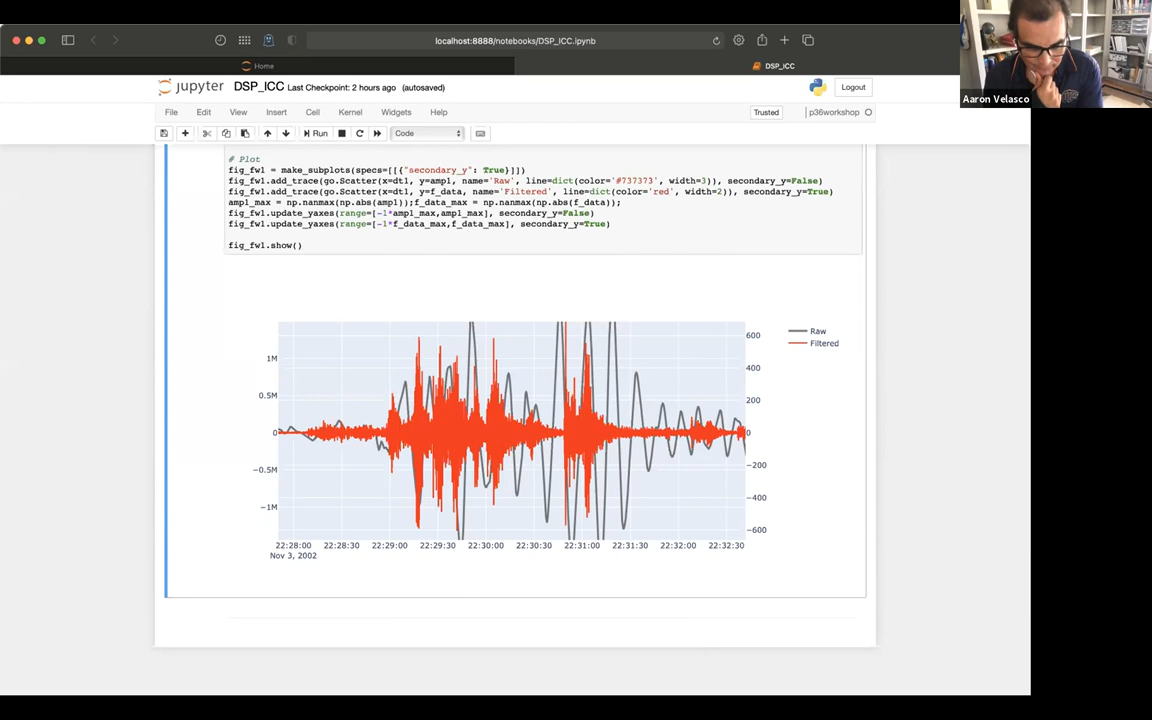 localhost:8888/notebooks/DSP_ICC.ipynb
Home
DSP_ICC
Aaron Velasco
jupyter DSP_ICC Last Checkpoint: 2 hours ago (autosaved)
Logout
File Edit View Insert Cell Kernel Widgets Help
Trusted
p36workshop
Run
Code
# Plot
fig_fw1 = make_subplots(specs=[[{"secondary_y": True}]])
fig_fw1.add_trace(go.Scatter(x=dt1, y=amp1, name='Raw', line=dict(color='#737373', width=3)), secondary_y=False)
fig_fw1.add_trace(go.Scatter(x=dt1, y=f_data, name='Filtered', line=dict(color='red', width=2)), secondary_y=True)
amp1_max = np.nanmax(np.abs(amp1));f_data_max = np.nanmax(np.abs(f_data));
fig_fw1.update_yaxes(range=[-1*amp1_max,amp1_max], secondary_y=False)
fig_fw1.update_yaxes(range=[-1*f_data_max,f_data_max], secondary_y=True)
fig_fw1.show()
Raw
Filtered
1M
0.5M
0
−0.5M
−1M
600
400
200
0
−200
−400
−600
22:28:00 22:28:30 22:29:00 22:29:30 22:30:00 22:30:30 22:31:00 22:31:30 22:32:00 22:32:30
Nov 3, 2002